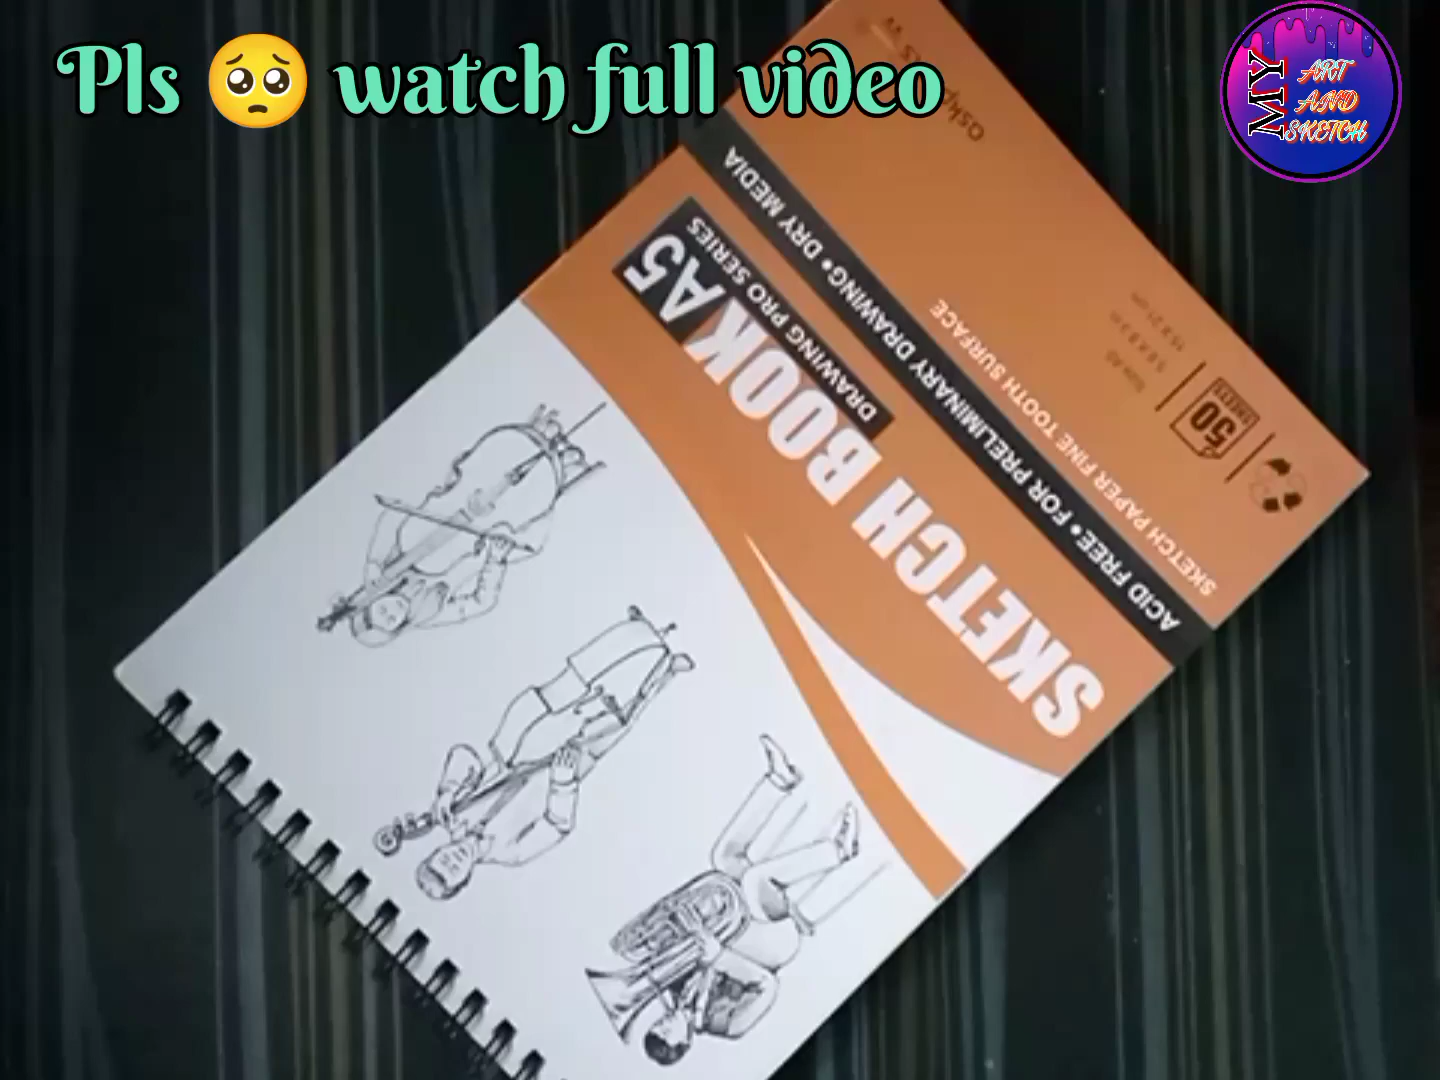 Pls 🥺 watch full video
MY
ART
AND
SKETCH
SKETCH BOOK A5
DRAWING PRO SERIES
ACID FREE • FOR PRELIMINARY DRAWING • DRY MEDIA
SKETCH PAPER FINE TOOTH SURFACE
50
SHEETS